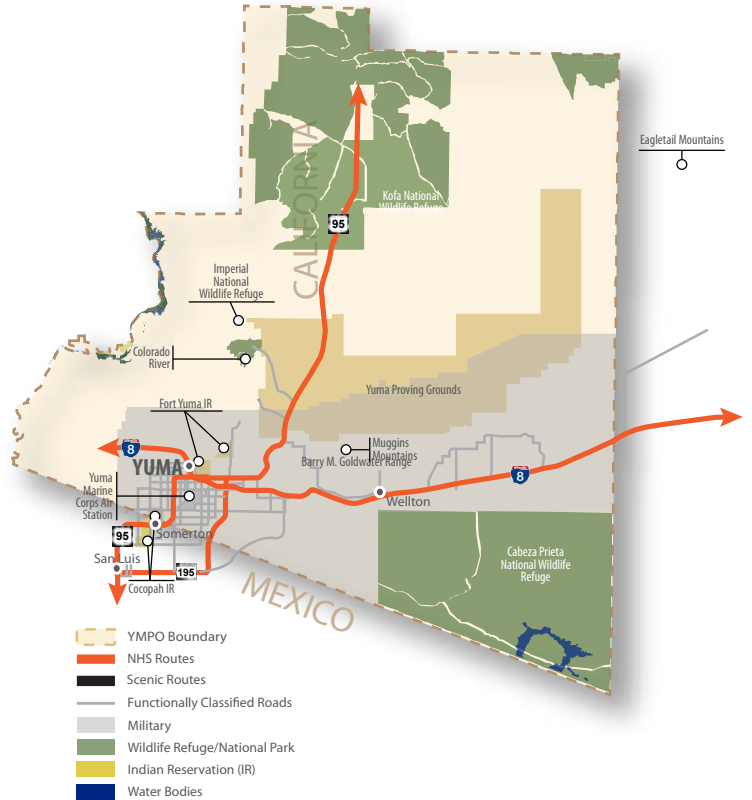 Eagletail Mountains
CALIFORNIA
Kofa National
Wildlife Refuge
95
Imperial
National
Wildlife Refuge
Colorado
River
Yuma Proving Grounds
Fort Yuma IR
8
YUMA
Muggins
Mountains
Barry M. Goldwater Range
8
Yuma
Marine
Corps Air
Station
Wellton
95
Somerton
San Luis
195
Cocopah IR
Cabeza Prieta
National Wildlife
Refuge
MEXICO
YMPO Boundary
NHS Routes
Scenic Routes
Functionally Classified Roads
Military
Wildlife Refuge/National Park
Indian Reservation (IR)
Water Bodies